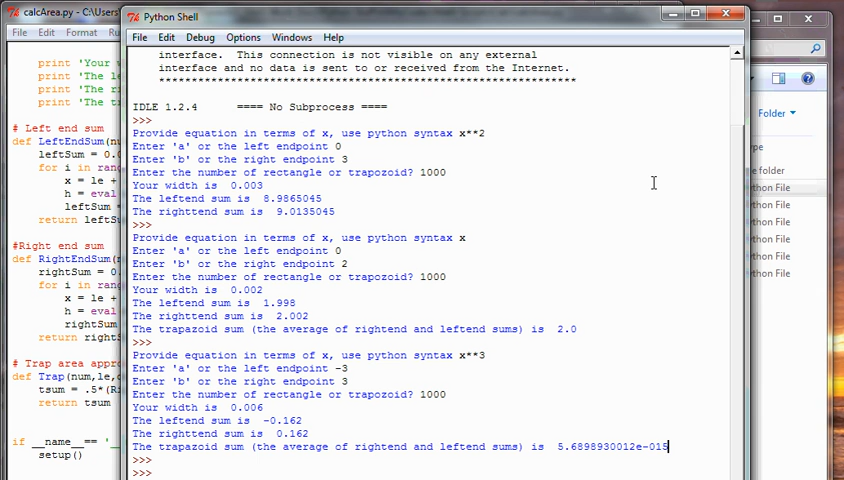 calcArea.py - C:\Users\
Python Shell
File Edit Format
File Edit Debug Options Windows Help
interface. This connection is not visible on any external
interface and no data is sent to or received from the Internet.
****************************************************************
IDLE 1.2.4 ==== No Subprocess ====
>>>
Provide equation in terms of x, use python syntax x**2
Enter 'a' or the left endpoint 0
Enter 'b' or the right endpoint 3
Enter the number of rectangle or trapozoid? 1000
Your width is 0.003
The leftend sum is 8.9865045
The righttend sum is 9.0135045
>>>
Provide equation in terms of x, use python syntax x
Enter 'a' or the left endpoint 0
Enter 'b' or the right endpoint 2
Enter the number of rectangle or trapozoid? 1000
Your width is 0.002
The leftend sum is 1.998
The righttend sum is 2.002
The trapazoid sum (the average of rightend and leftend sums) is 2.0
>>>
Provide equation in terms of x, use python syntax x**3
Enter 'a' or the left endpoint -3
Enter 'b' or the right endpoint 3
Enter the number of rectangle or trapozoid? 1000
Your width is 0.006
The leftend sum is -0.162
The righttend sum is 0.162
The trapazoid sum (the average of rightend and leftend sums) is 5.6898930012e-015
>>>
>>>
print 'Your w
print 'The le
print 'The ri
print 'The tr
# Left end sum
def LeftEndSum(nu
leftSum = 0.0
for i in rang
x = le +
h = eval
leftSum =
return leftSu
#Right end sum
def RightEndSum(n
rightSum = 0.
for i in rang
x = le +
h = eval
rightSum
return rights
# Trap area appro
def Trap(num,le,c
tsum = .5*(Ri
return tsum
if __name__== '_
setup()
Folder
ype
e folder
thon File
ython File
ython File
ython File
ython File